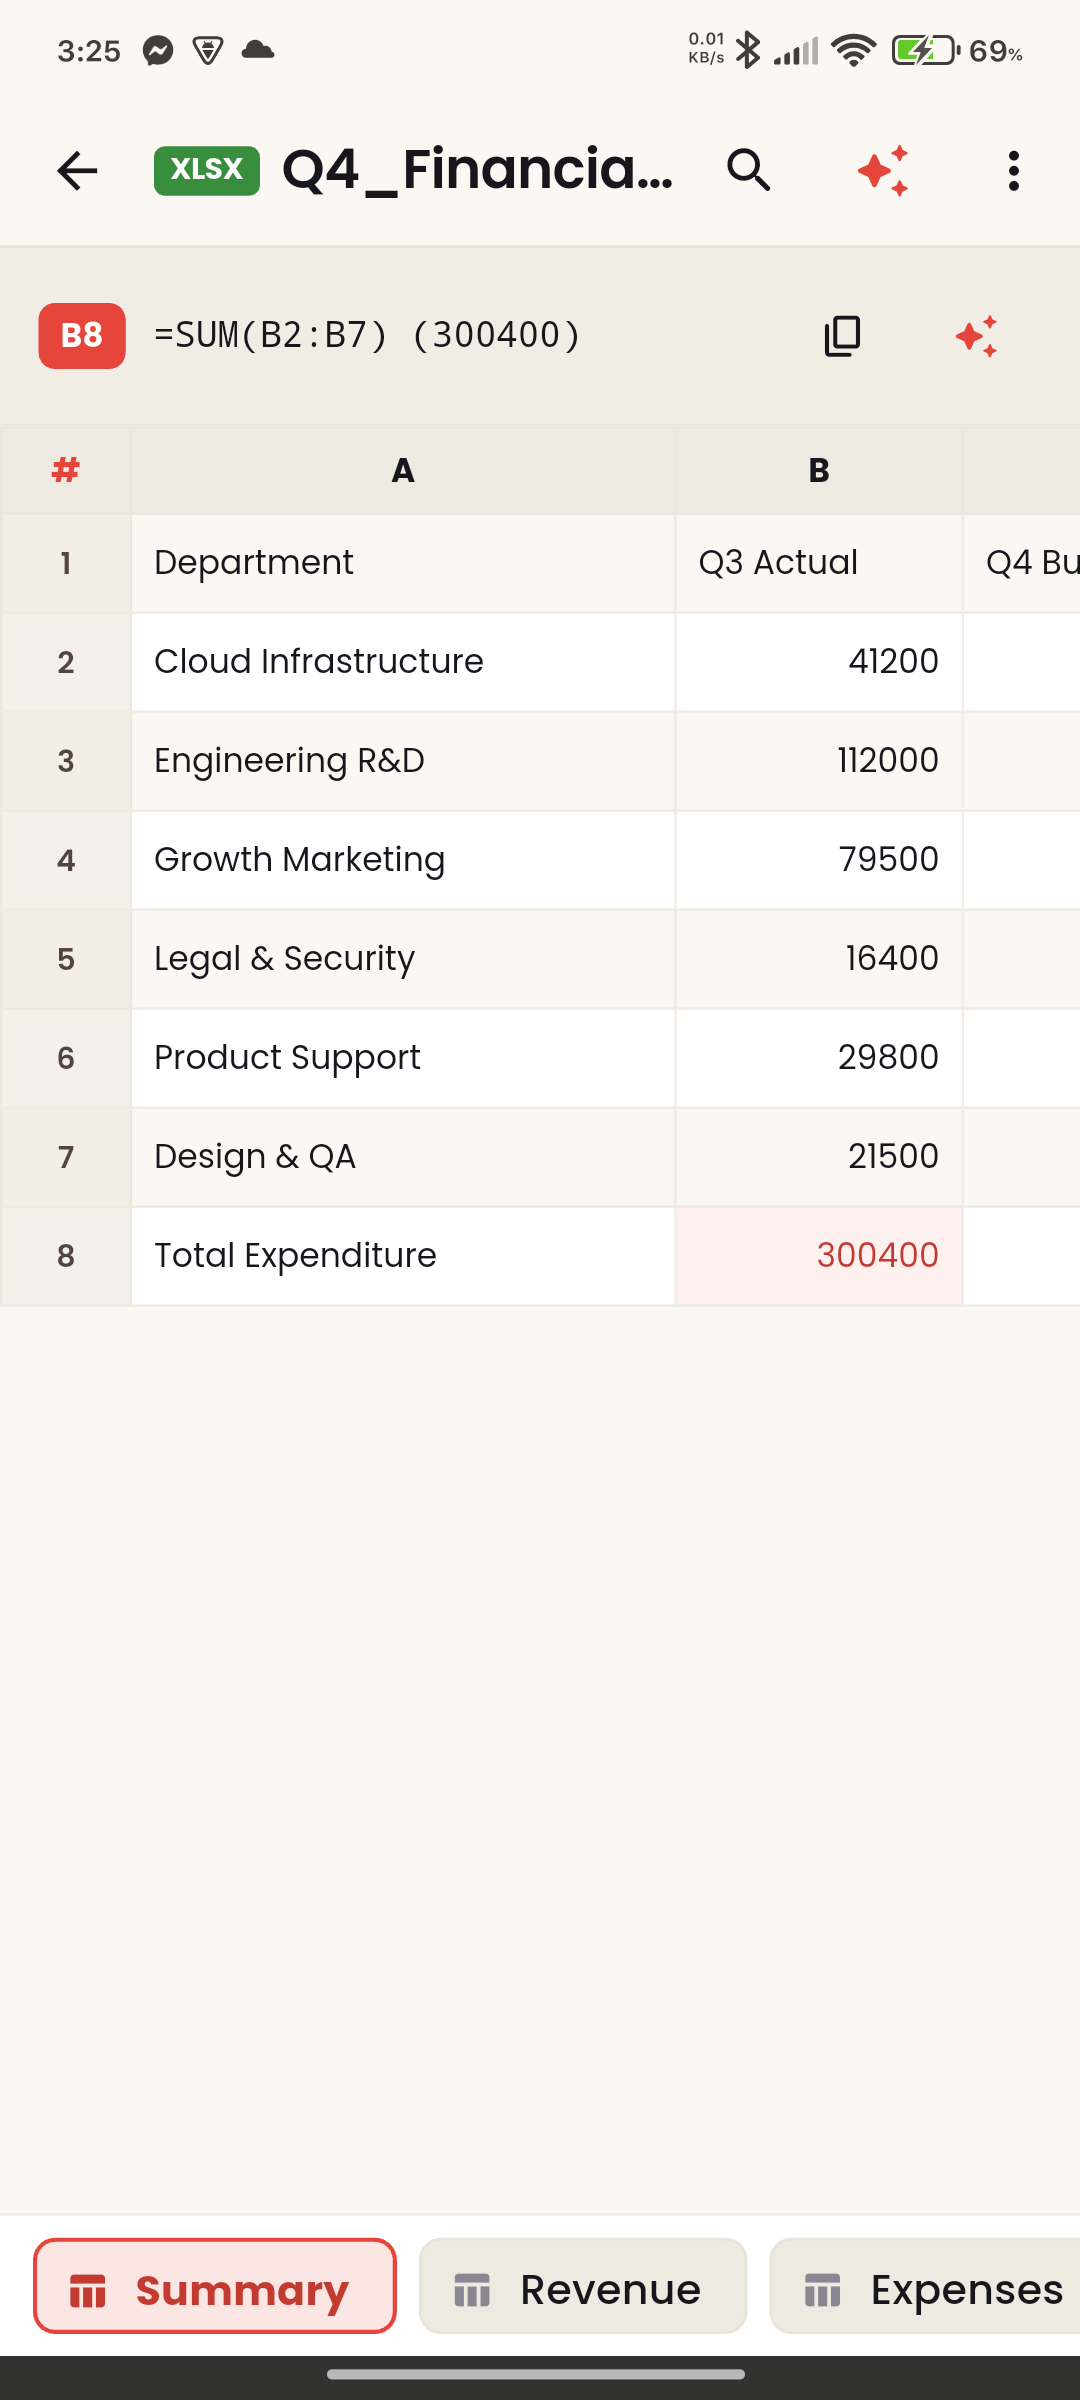 3:25
0.01
KB/s
69%
XLSX Q4_Financia...
B8 =SUM(B2:B7) (300400)
# A B
1 Department Q3 Actual Q4 Bu
2 Cloud Infrastructure 41200
3 Engineering R&D 112000
4 Growth Marketing 79500
5 Legal & Security 16400
6 Product Support 29800
7 Design & QA 21500
8 Total Expenditure 300400
Summary Revenue Expenses